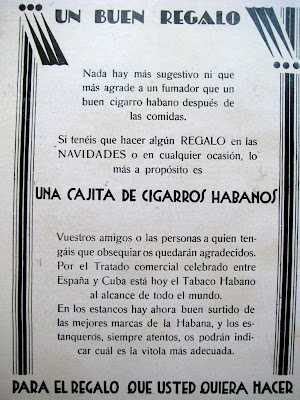 UN BUEN REGALO
Nada hay más sugestivo ni que
más agrade a un fumador que un
buen cigarro habano después de
las comidas.
Si tenéis que hacer algún REGALO en las
NAVIDADES o en cualquier ocasión, lo
más a propósito es
UNA CAJITA DE CIGARROS HABANOS
Vuestros amigos o las personas a quien ten-
gáis que obsequiar os quedarán agradecidos.
Por el Tratado comercial celebrado entre
España y Cuba está hoy el Tabaco Habano
al alcance de todo el mundo.
En los estancos hay ahora buen surtido de
las mejores marcas de la Habana, y los es-
tanqueros, siempre atentos, os podrán indi-
car cuál es la vitola más adecuada.
PARA EL REGALO QUE USTED QUIERA HACER